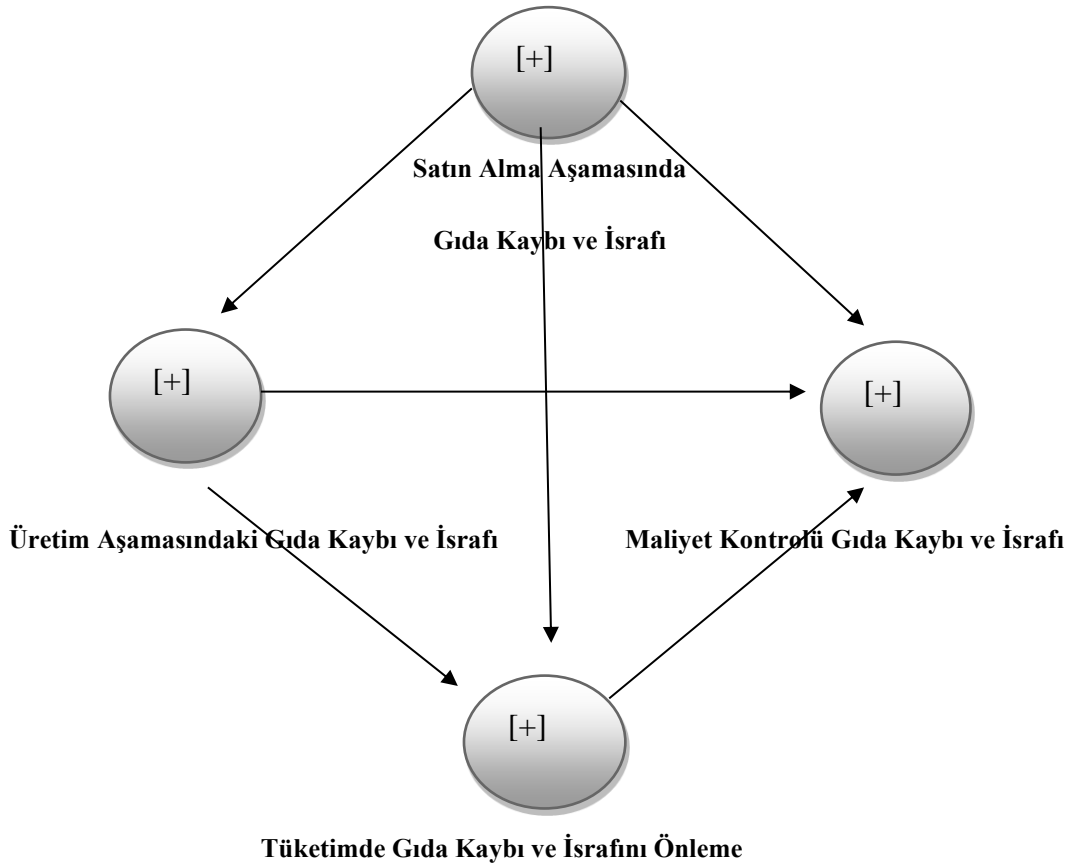 [+]
Satın Alma Aşamasında
Gıda Kaybı ve İsrafı
[+]
[+]
Üretim Aşamasındaki Gıda Kaybı ve İsrafı
Maliyet Kontrolü Gıda Kaybı ve İsrafı
[+]
Tüketimde Gıda Kaybı ve İsrafını Önleme